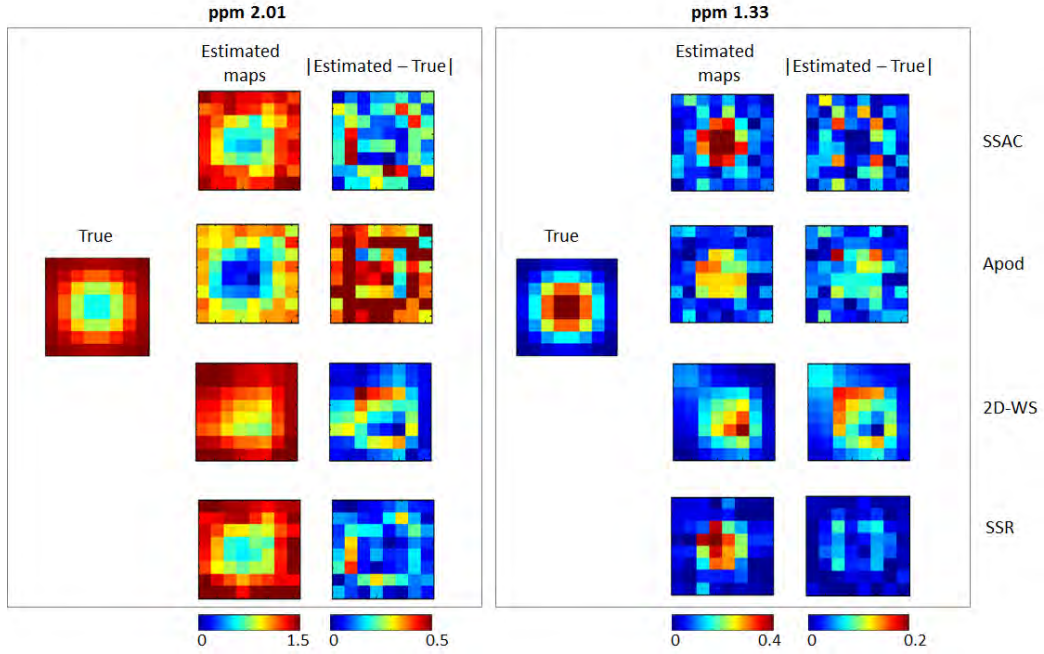 ppm 2.01
ppm 1.33
Estimated
maps
|Estimated – True|
Estimated
maps
|Estimated – True|
SSAC
True
True
Apod
2D-WS
SSR
0
1.5
0
0.5
0
0.4
0
0.2